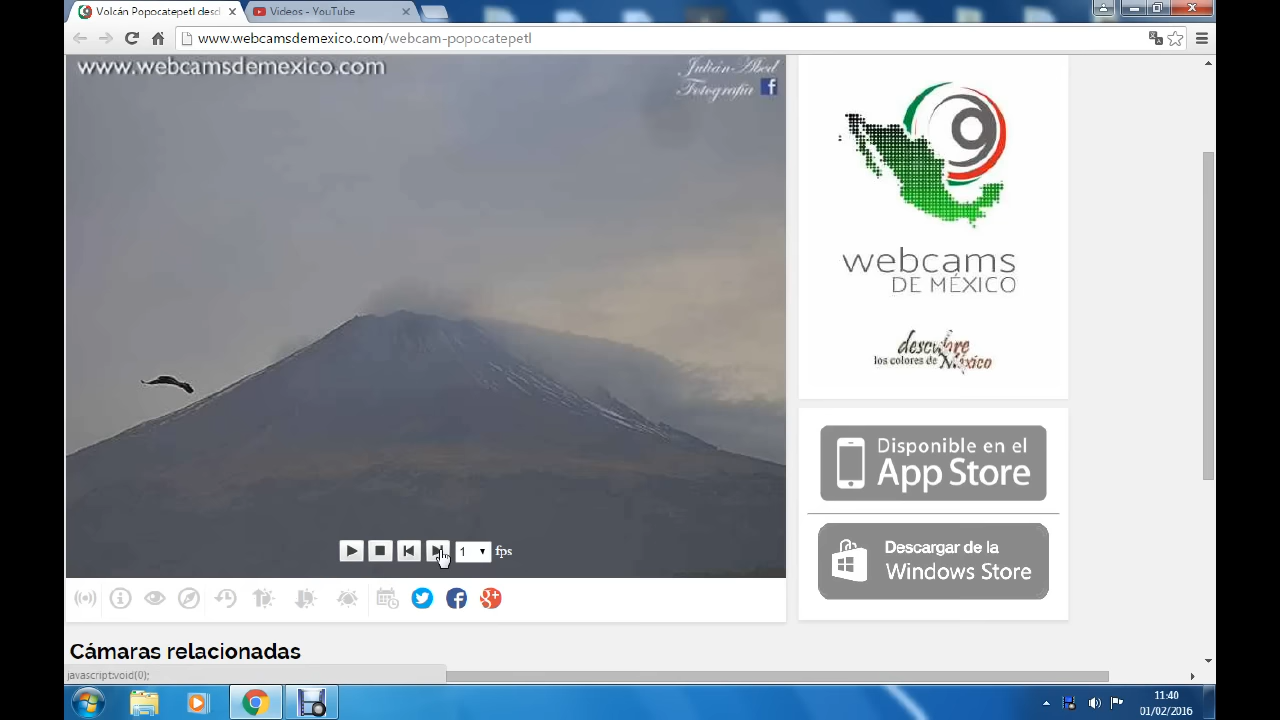 Volcán Popocatepetl desd
Videos - YouTube
www.webcamsdemexico.com/webcam-popocatepetl
www.webcamsdemexico.com
Julián Abed
Fotografía
f
webcams
DE MÉXICO
descubre
los colores de México
Disponible en el
App Store
Descargar de la
Windows Store
1
fps
Cámaras relacionadas
javascript:void(0);
11:40
01/02/2016